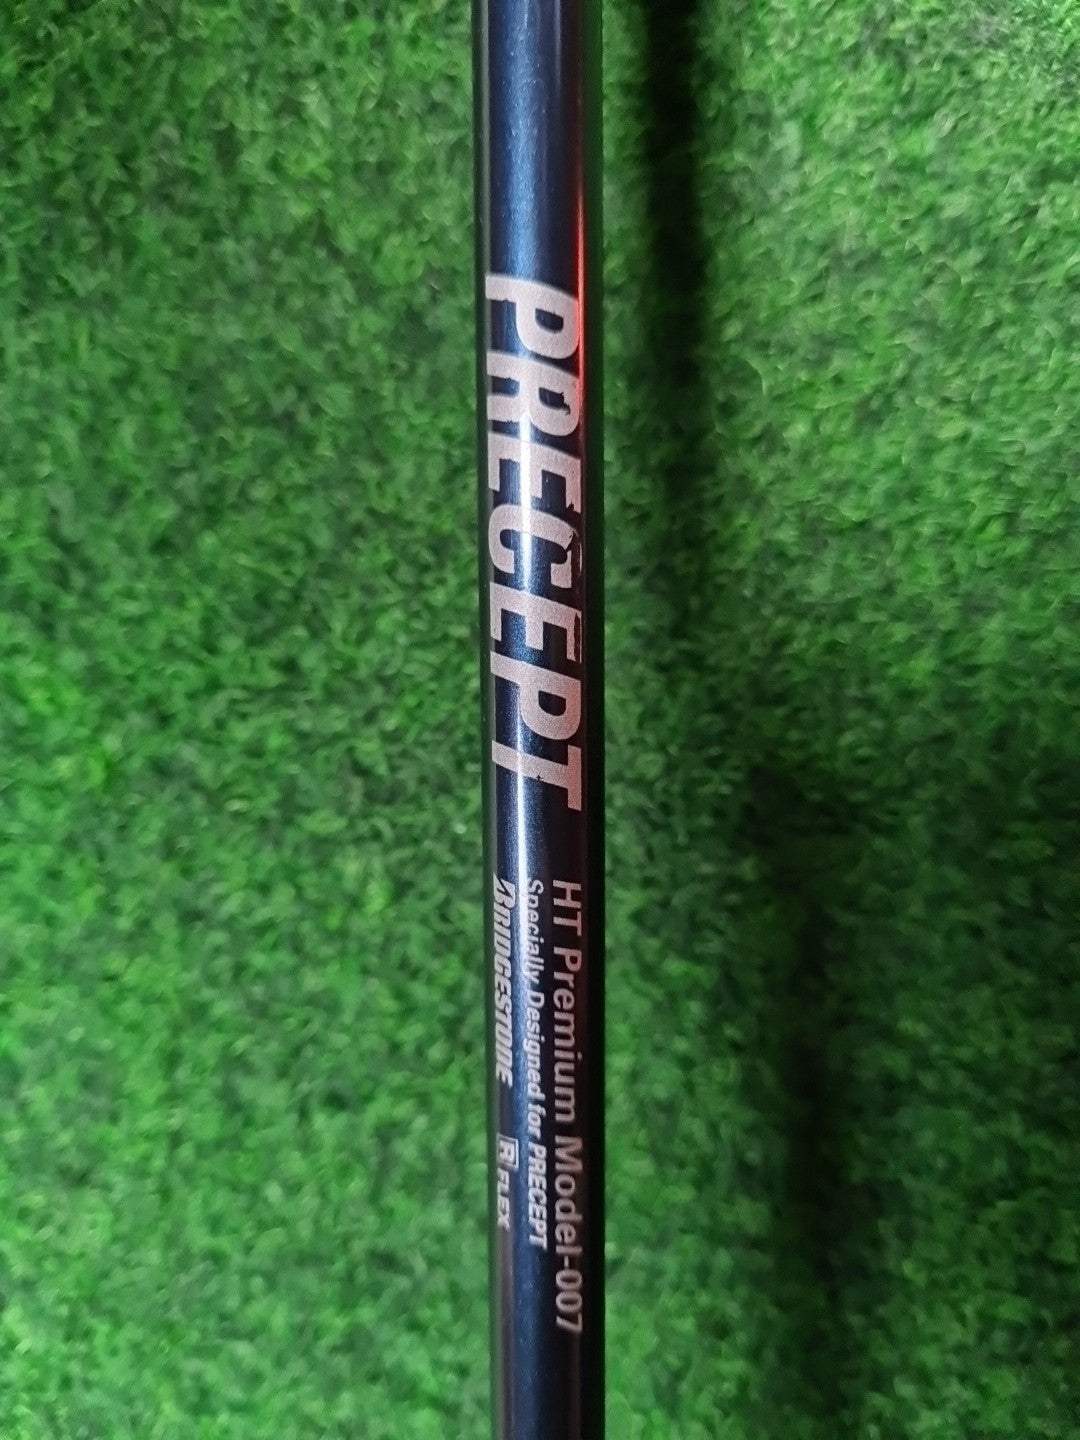 PRECEPT
HT Premium Model-007
Specially Designed for PRECEPT
BRIDGESTONE R FLEX